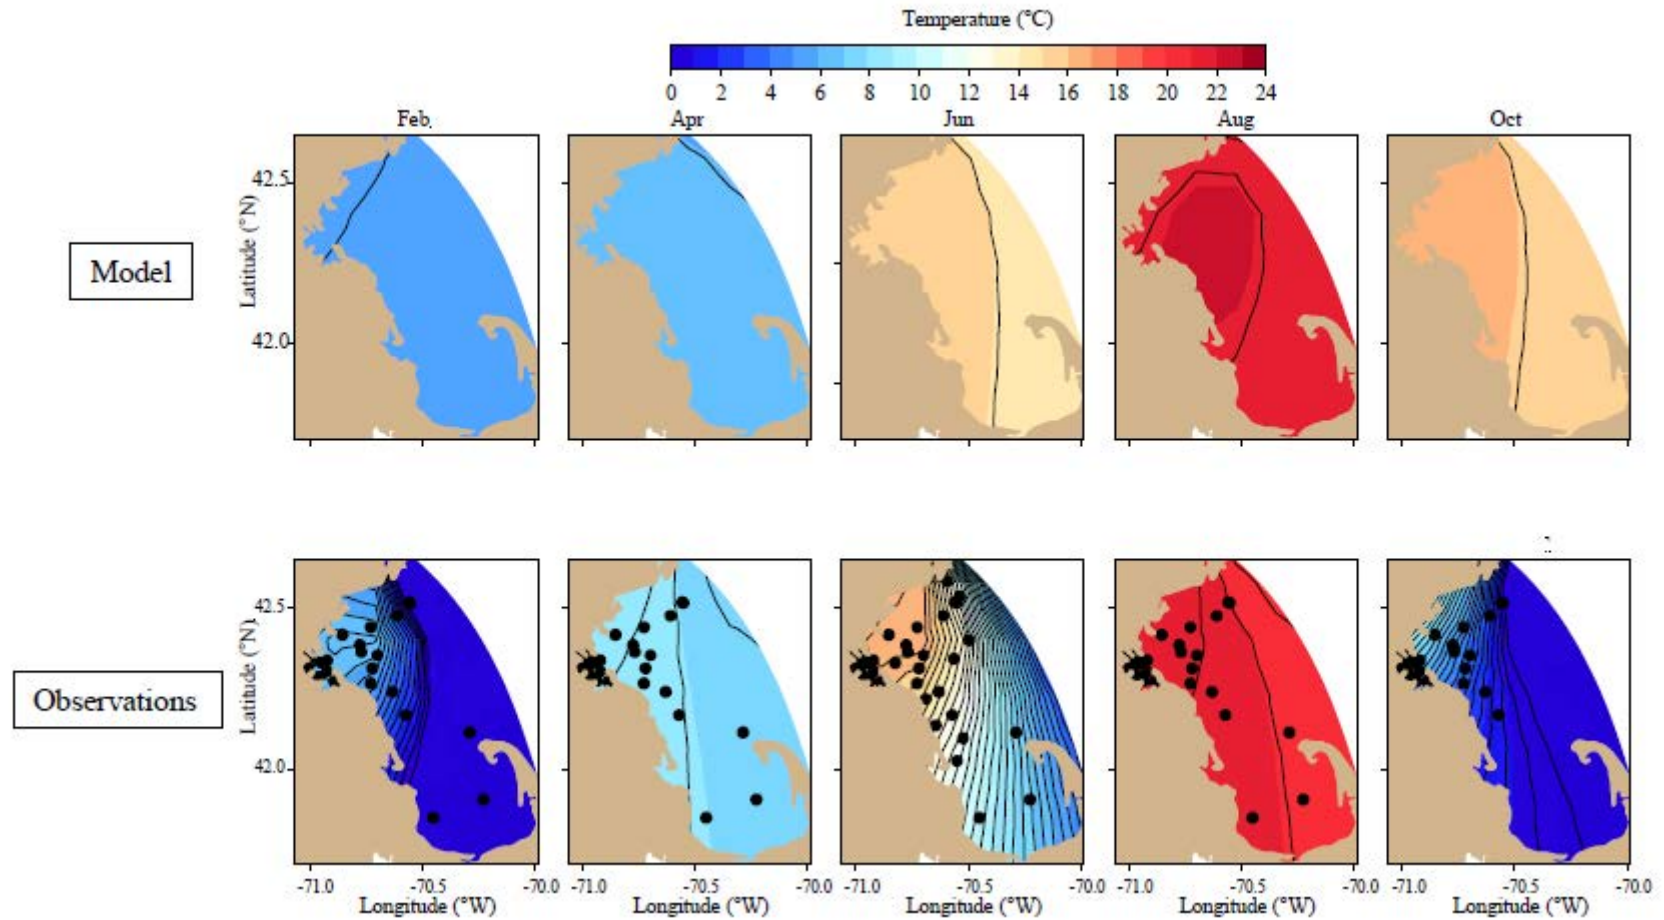 Temperature (°C)
0 2 4 6 8 10 12 14 16 18 20 22 24
Feb. Apr Jun Aug Oct
Model
Latitude (°N)
42.5
42.0
Observations
Latitude (°N)
42.5
42.0
-71.0 -70.5 -70.0 -71.0 -70.5 -70.0 -71.0 -70.5 -70.0 -71.0 -70.5 -70.0 -71.0 -70.5 -70.0
Longitude (°W) Longitude (°W) Longitude (°W) Longitude (°W) Longitude (°W)